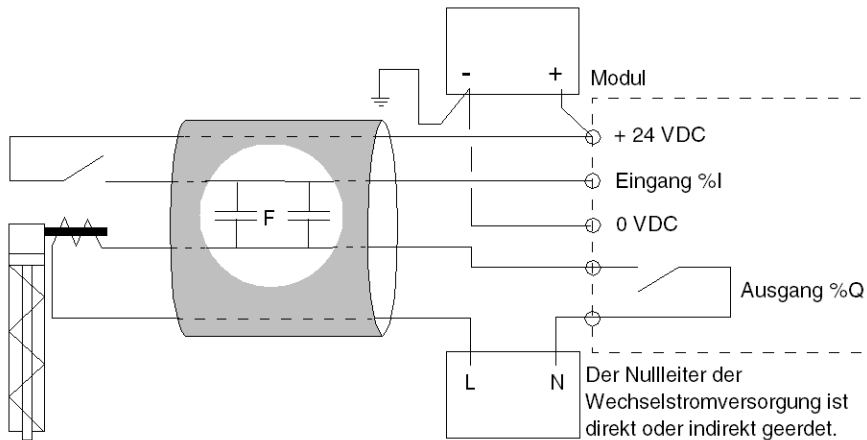 - +
Modul
+ 24 VDC
Eingang %I
F
0 VDC
Ausgang %Q
L N
Der Nullleiter der
Wechselstromversorgung ist
direkt oder indirekt geerdet.